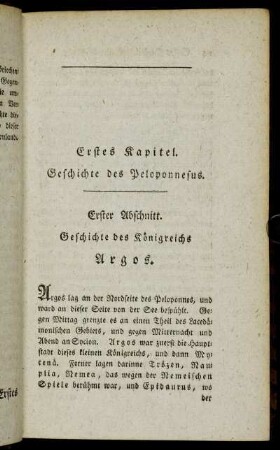 Erstes Kapitel.
Geschichte des Peloponnesus.
Erster Abschnitt.
Geschichte des Königreichs
Argos.
Argos lag an der Nordseite des Peloponnes, und
ward an dieser Seite von der See bespühlt. Ge-
gen Mittag grenzte es an einen Theil des Lacedä-
monischen Gebiets, und gegen Mitternacht und
Abend an Sycion. Argos war zuerst die Haupt-
stadt dieses kleinen Königreichs, und dann My-
cenä. Ferner lagen darinne Trözen, Nau-
plia, Nemea, das wegen der Nemeischen
Spiele berühmt war, und Epidaurus, wo
der
Erstes